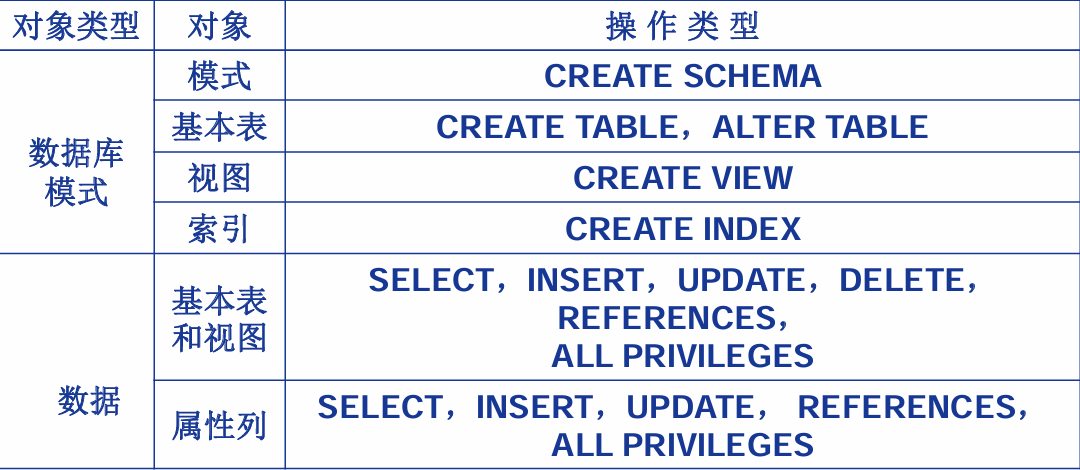 对象类型 对象 操 作 类 型
数据库
模式
模式 CREATE SCHEMA
基本表 CREATE TABLE，ALTER TABLE
视图 CREATE VIEW
索引 CREATE INDEX
数据
基本表
和视图
SELECT，INSERT，UPDATE，DELETE，
REFERENCES，
ALL PRIVILEGES
属性列
SELECT，INSERT，UPDATE， REFERENCES，
ALL PRIVILEGES